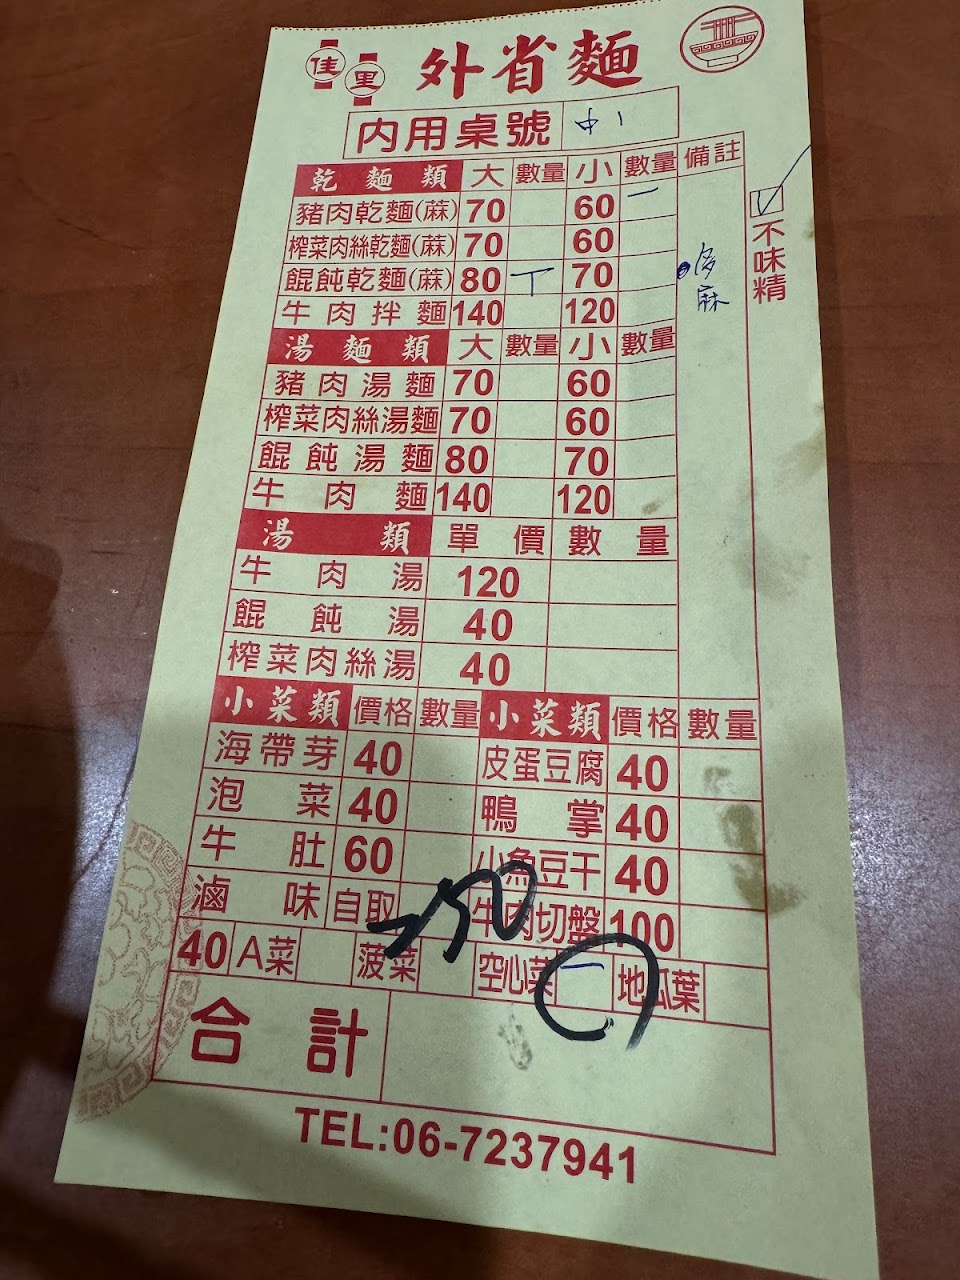 佳里 外省麵
內用桌號 中1
乾麵類 大 數量 小 數量 備註
豬肉乾麵(蔴) 70 60 一
榨菜肉絲乾麵(蔴) 70 60
餛飩乾麵(蔴) 80 丅 70 多麻
牛肉拌麵 140 120
不味精
湯麵類 大 數量 小 數量
豬肉湯麵 70 60
榨菜肉絲湯麵 70 60
餛飩湯麵 80 70
牛肉麵 140 120
湯類 單價 數量
牛肉湯 120
餛飩湯 40
榨菜肉絲湯 40
小菜類 價格 數量 小菜類 價格 數量
海帶芽 40 皮蛋豆腐 40
泡菜 40 鴨掌 40
牛肚 60 小魚豆干 40
滷味 自取 牛肉切盤 100
40 A菜 菠菜 空心菜 一 地瓜葉
合計
TEL:06-7237941